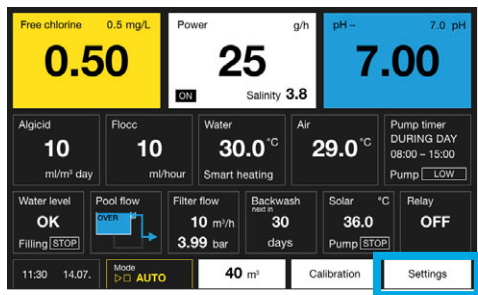 Free chlorine 0.5 mg/L
0.50
Power g/h
25
ON Salinity 3.8
pH – 7.0 pH
7.00
Algicid
10
ml/m³ day
Flocc
10
ml/hour
Water
30.0°C
Smart heating
Air
29.0°C
Pump timer
DURING DAY
08:00 – 15:00
Pump LOW
Water level
OK
Filling STOP
Pool flow
OVER
Filter flow
10 m³/h
3.99 bar
Backwash
next in
30
days
Solar °C
36.0
Pump STOP
Relay
OFF
11:30 14.07.
Mode
AUTO
40 m³
Calibration
Settings